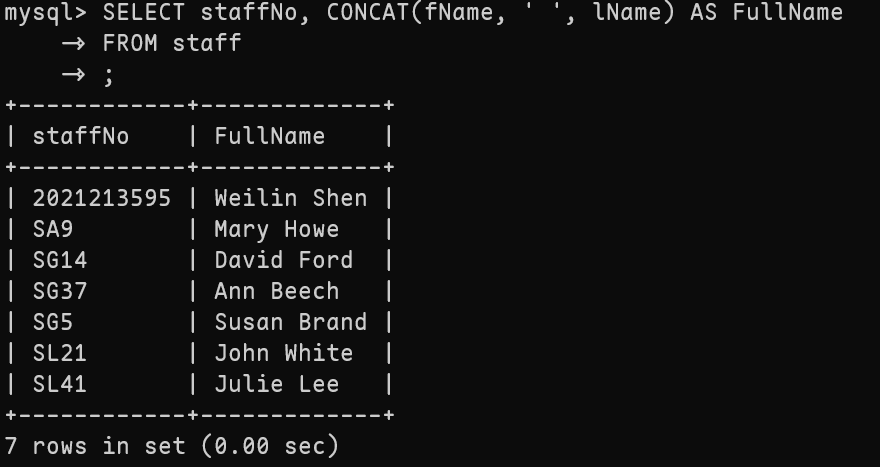 mysql> SELECT staffNo, CONCAT(fName, ' ', lName) AS FullName
    -> FROM staff
    -> ;
+------------+-------------+
| staffNo    | FullName    |
+------------+-------------+
| 2021213595 | Weilin Shen |
| SA9        | Mary Howe   |
| SG14       | David Ford  |
| SG37       | Ann Beech   |
| SG5        | Susan Brand |
| SL21       | John White  |
| SL41       | Julie Lee   |
+------------+-------------+
7 rows in set (0.00 sec)